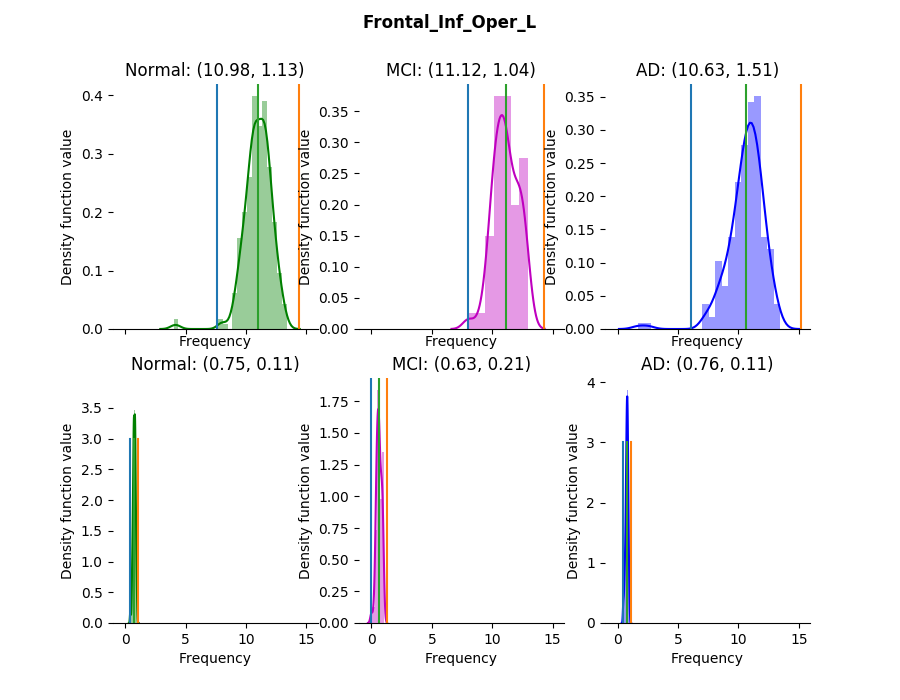 Frontal_Inf_Oper_L
Normal: (10.98, 1.13)
MCI: (11.12, 1.04)
AD: (10.63, 1.51)
Density function value
0.4
0.3
0.2
0.1
0.0
Frequency
Density function value
0.35
0.30
0.25
0.20
0.15
0.10
0.05
0.00
Frequency
Density function value
0.35
0.30
0.25
0.20
0.15
0.10
0.05
0.00
Frequency
Normal: (0.75, 0.11)
MCI: (0.63, 0.21)
AD: (0.76, 0.11)
Density function value
3.5
3.0
2.5
2.0
1.5
1.0
0.5
0.0
0 5 10 15
Frequency
Density function value
1.75
1.50
1.25
1.00
0.75
0.50
0.25
0.00
0 5 10 15
Frequency
Density function value
4
3
2
1
0
0 5 10 15
Frequency